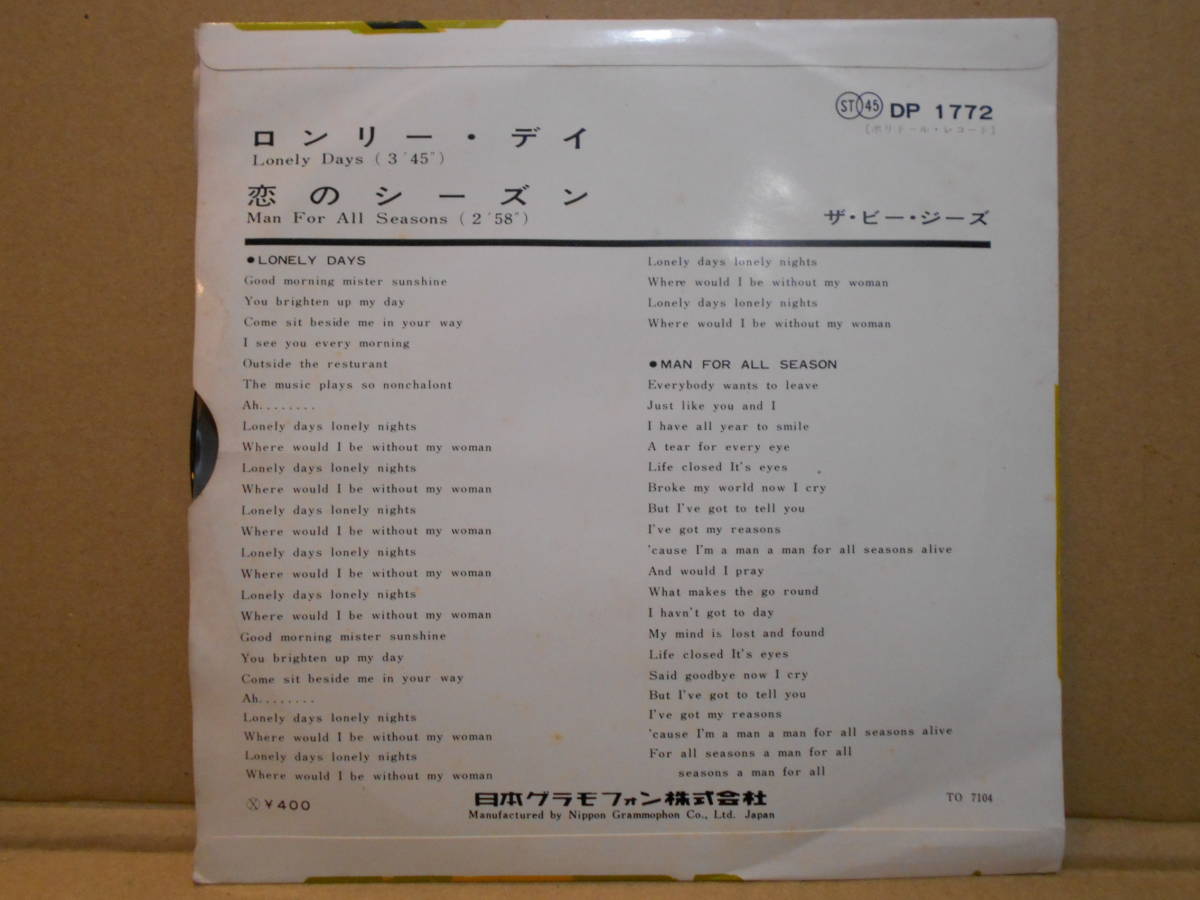 ST 45 DP 1772
[ポリドール・レコード]
ロンリー・デイ
Lonely Days ( 3 ′45″)
恋のシーズン
Man For All Seasons ( 2 ′58″)
ザ・ビー・ジーズ
●LONELY DAYS
Good morning mister sunshine
You brighten up my day
Come sit beside me in your way
I see you every morning
Outside the resturant
The music plays so nonchalont
Ah........
Lonely days lonely nights
Where would I be without my woman
Lonely days lonely nights
Where would I be without my woman
Lonely days lonely nights
Where would I be without my woman
Lonely days lonely nights
Where would I be without my woman
Lonely days lonely nights
Where would I be without my woman
Good morning mister sunshine
You brighten up my day
Come sit beside me in your way
Ah........
Lonely days lonely nights
Where would I be without my woman
Lonely days lonely nights
Where would I be without my woman
Lonely days lonely nights
Where would I be without my woman
Lonely days lonely nights
Where would I be without my woman
●MAN FOR ALL SEASON
Everybody wants to leave
Just like you and I
I have all year to smile
A tear for every eye
Life closed It's eyes
Broke my world now I cry
But I've got to tell you
I've got my reasons
'cause I'm a man a man for all seasons alive
And would I pray
What makes the go round
I havn't got to day
My mind is lost and found
Life closed It's eyes
Said goodbye now I cry
But I've got to tell you
I've got my reasons
'cause I'm a man a man for all seasons alive
For all seasons a man for all
seasons a man for all
Ⓧ ¥400
日本グラモフォン株式会社
Manufactured by Nippon Grammophon Co., Ltd. Japan
TO 7104